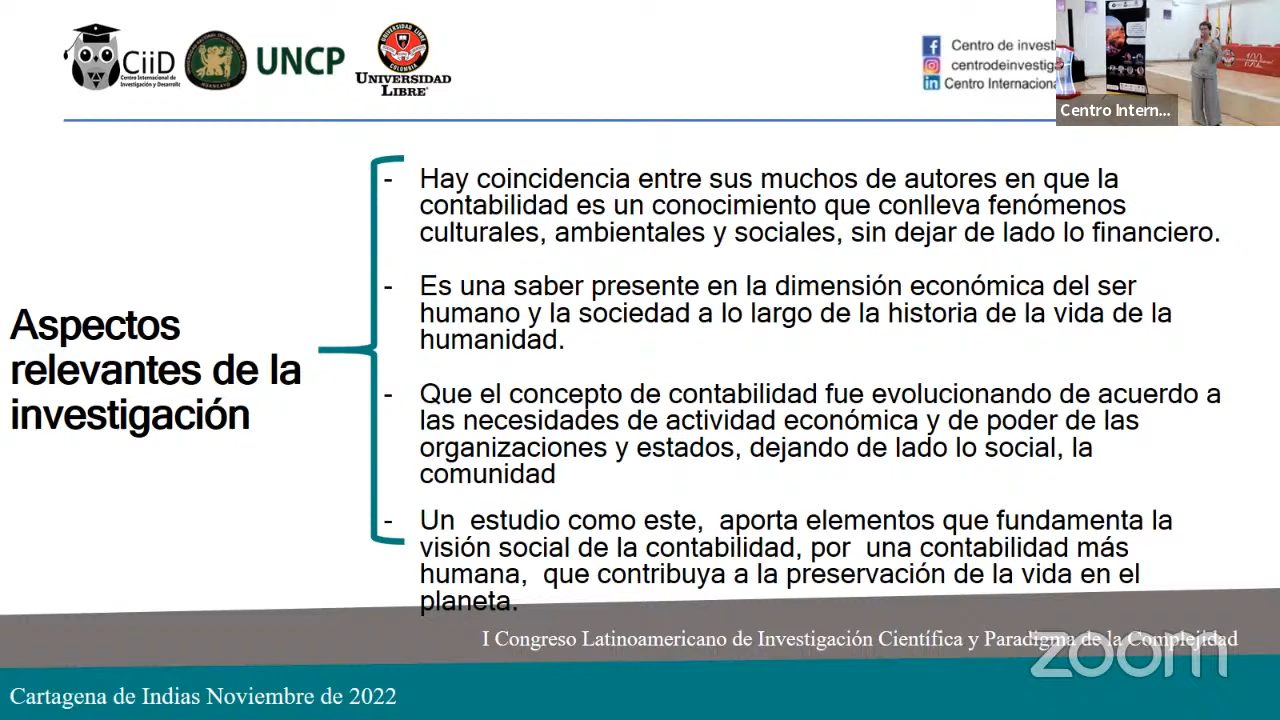 CiiD
Centro Internacional de
Investigación y Desarrollo
UNCP
UNIVERSIDAD
LIBRE
Centro de investi
centrodeinvestig
Centro Internaciona
Centro Intern...
Aspectos
relevantes de la
investigación
- Hay coincidencia entre sus muchos de autores en que la
contabilidad es un conocimiento que conlleva fenómenos
culturales, ambientales y sociales, sin dejar de lado lo financiero.
- Es una saber presente en la dimensión económica del ser
humano y la sociedad a lo largo de la historia de la vida de la
humanidad.
- Que el concepto de contabilidad fue evolucionando de acuerdo a
las necesidades de actividad económica y de poder de las
organizaciones y estados, dejando de lado lo social, la
comunidad
- Un estudio como este, aporta elementos que fundamenta la
visión social de la contabilidad, por una contabilidad más
humana, que contribuya a la preservación de la vida en el
planeta.
I Congreso Latinoamericano de Investigación Científica y Paradigma de la Complejidad
zoom
Cartagena de Indias Noviembre de 2022